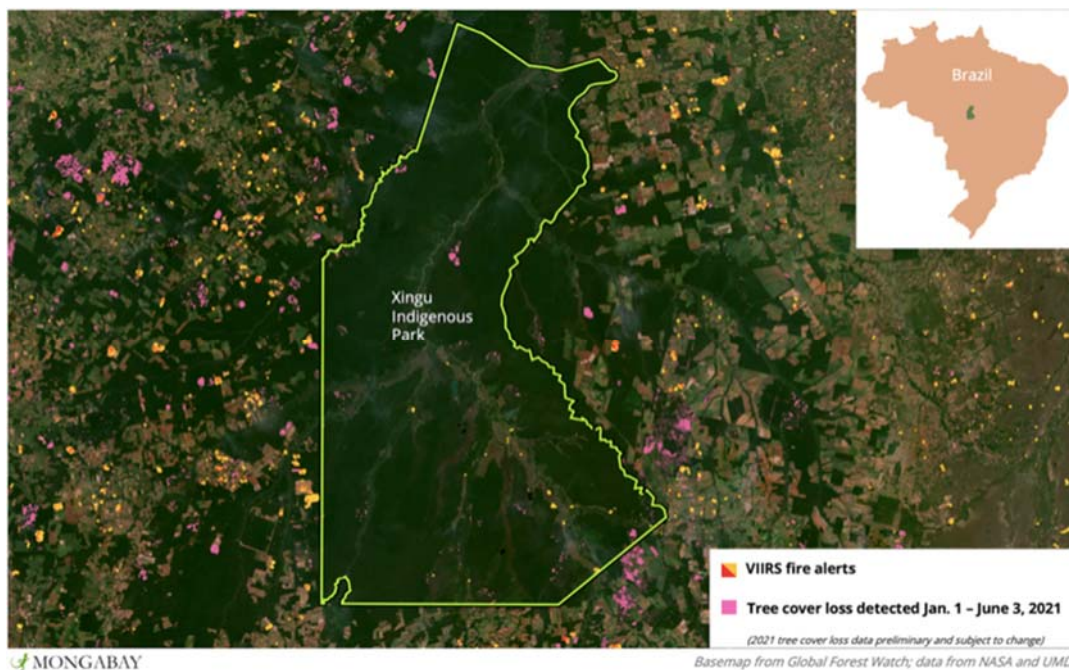 Brazil
Xingu
Indigenous
Park
VIIRS fire alerts
Tree cover loss detected Jan. 1 – June 3, 2021
(2021 tree cover loss data preliminary and subject to change)
MONGABAY
Basemap from Global Forest Watch; data from NASA and UMD